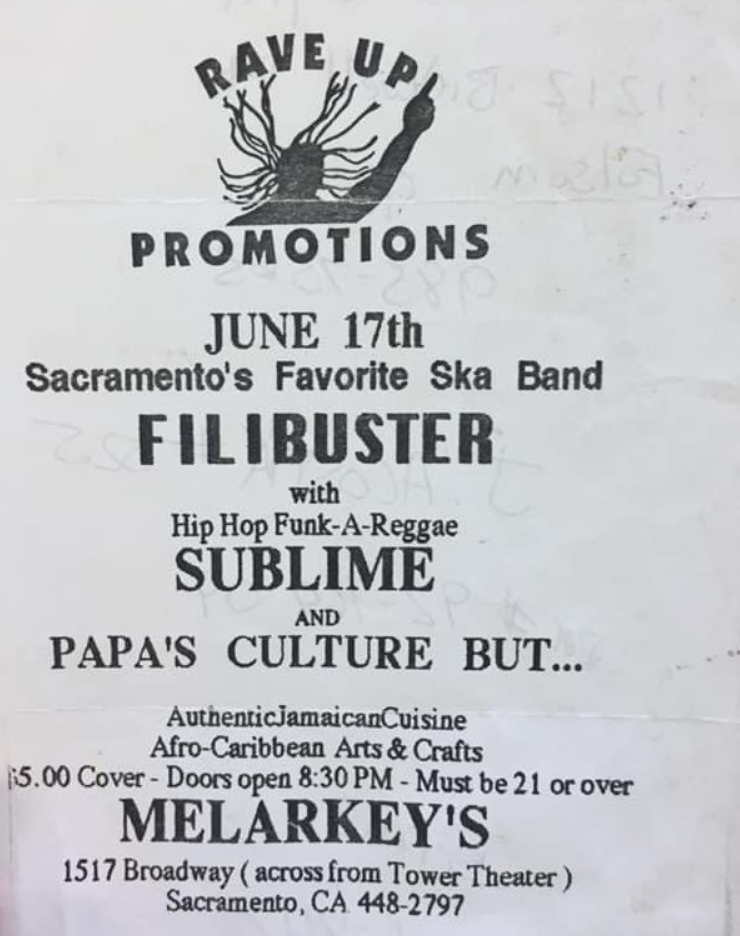 RAVE UP
PROMOTIONS
JUNE 17th
Sacramento's Favorite Ska Band
FILIBUSTER
with
Hip Hop Funk-A-Reggae
SUBLIME
AND
PAPA'S CULTURE BUT...
AuthenticJamaicanCuisine
Afro-Caribbean Arts & Crafts
$5.00 Cover - Doors open 8:30 PM - Must be 21 or over
MELARKEY'S
1517 Broadway ( across from Tower Theater )
Sacramento, CA 448-2797